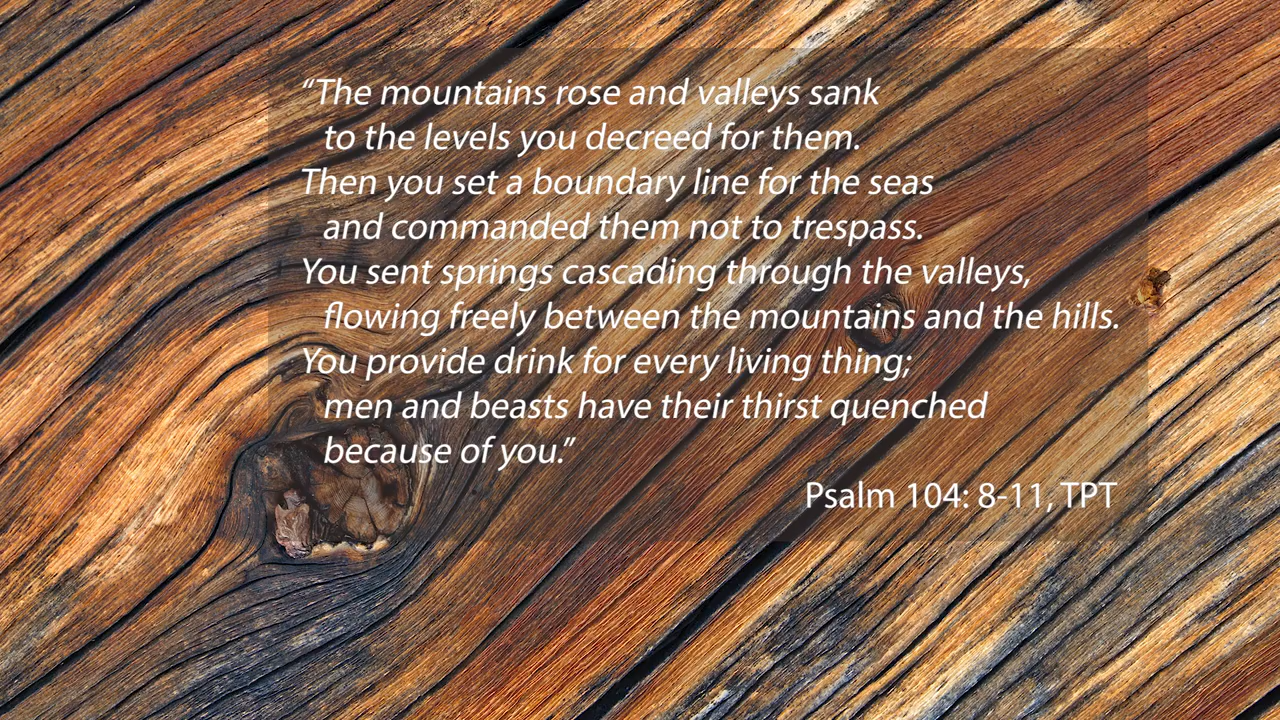 “The mountains rose and valleys sank
to the levels you decreed for them.
Then you set a boundary line for the seas
and commanded them not to trespass.
You sent springs cascading through the valleys,
flowing freely between the mountains and the hills.
You provide drink for every living thing;
men and beasts have their thirst quenched
because of you.”
Psalm 104: 8-11, TPT